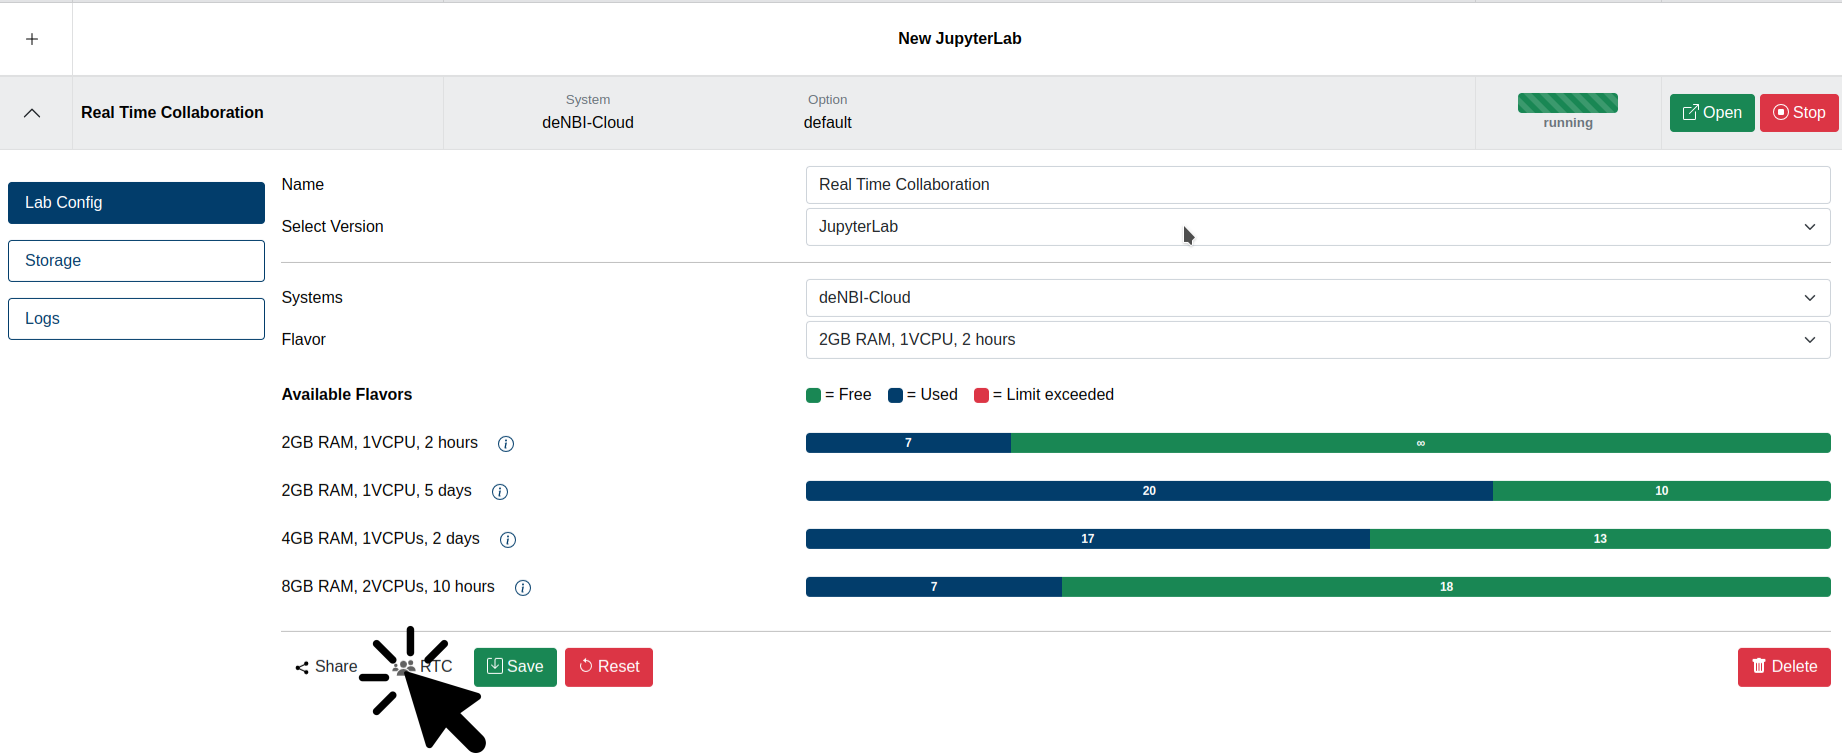 New JupyterLab
Real Time Collaboration
System
deNBI-Cloud
Option
default
running
Open
Stop
Lab Config
Storage
Logs
Name
Real Time Collaboration
Select Version
JupyterLab
Systems
deNBI-Cloud
Flavor
2GB RAM, 1VCPU, 2 hours
Available Flavors
= Free = Used = Limit exceeded
2GB RAM, 1VCPU, 2 hours
7 ∞
2GB RAM, 1VCPU, 5 days
20 10
4GB RAM, 1VCPUs, 2 days
17 13
8GB RAM, 2VCPUs, 10 hours
7 18
Share RTC Save Reset Delete